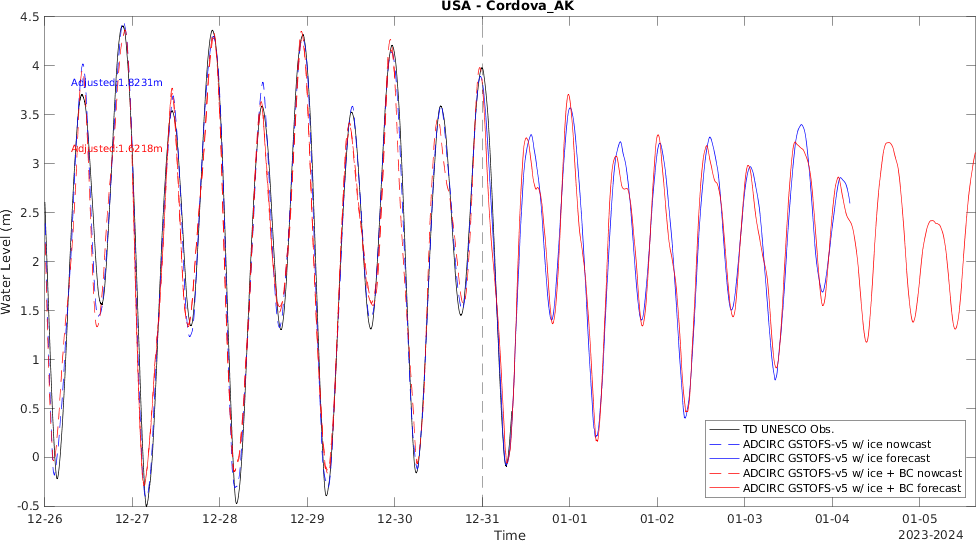 USA - Cordova_AK
4.5
4
3.5
3
2.5
2
1.5
1
0.5
0
-0.5
Water Level (m)
Adjusted:1.8231m
Adjusted:1.6218m
TD UNESCO Obs.
ADCIRC GSTOFS-v5 w/ ice nowcast
ADCIRC GSTOFS-v5 w/ ice forecast
ADCIRC GSTOFS-v5 w/ ice + BC nowcast
ADCIRC GSTOFS-v5 w/ ice + BC forecast
12-26 12-27 12-28 12-29 12-30 12-31 01-01 01-02 01-03 01-04 01-05
Time
2023-2024